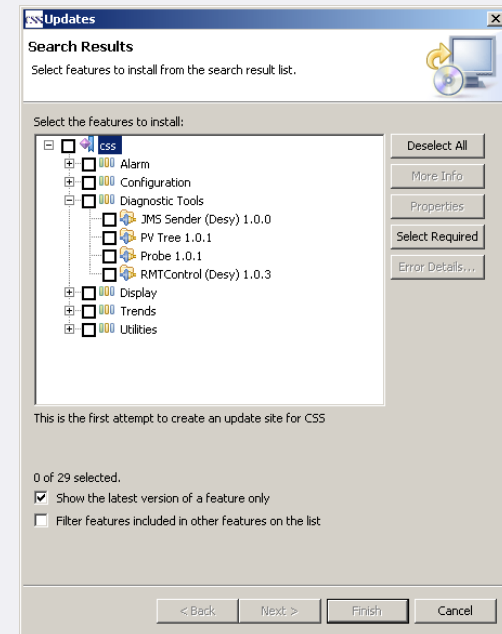 CSS Updates
Search Results
Select features to install from the search result list.
Select the features to install:
css
Alarm
Configuration
Diagnostic Tools
JMS Sender (Desy) 1.0.0
PV Tree 1.0.1
Probe 1.0.1
RMTControl (Desy) 1.0.3
Display
Trends
Utilities
Deselect All
More Info
Properties
Select Required
Error Details...
This is the first attempt to create an update site for CSS
0 of 29 selected.
Show the latest version of a feature only
Filter features included in other features on the list
< Back Next > Finish Cancel